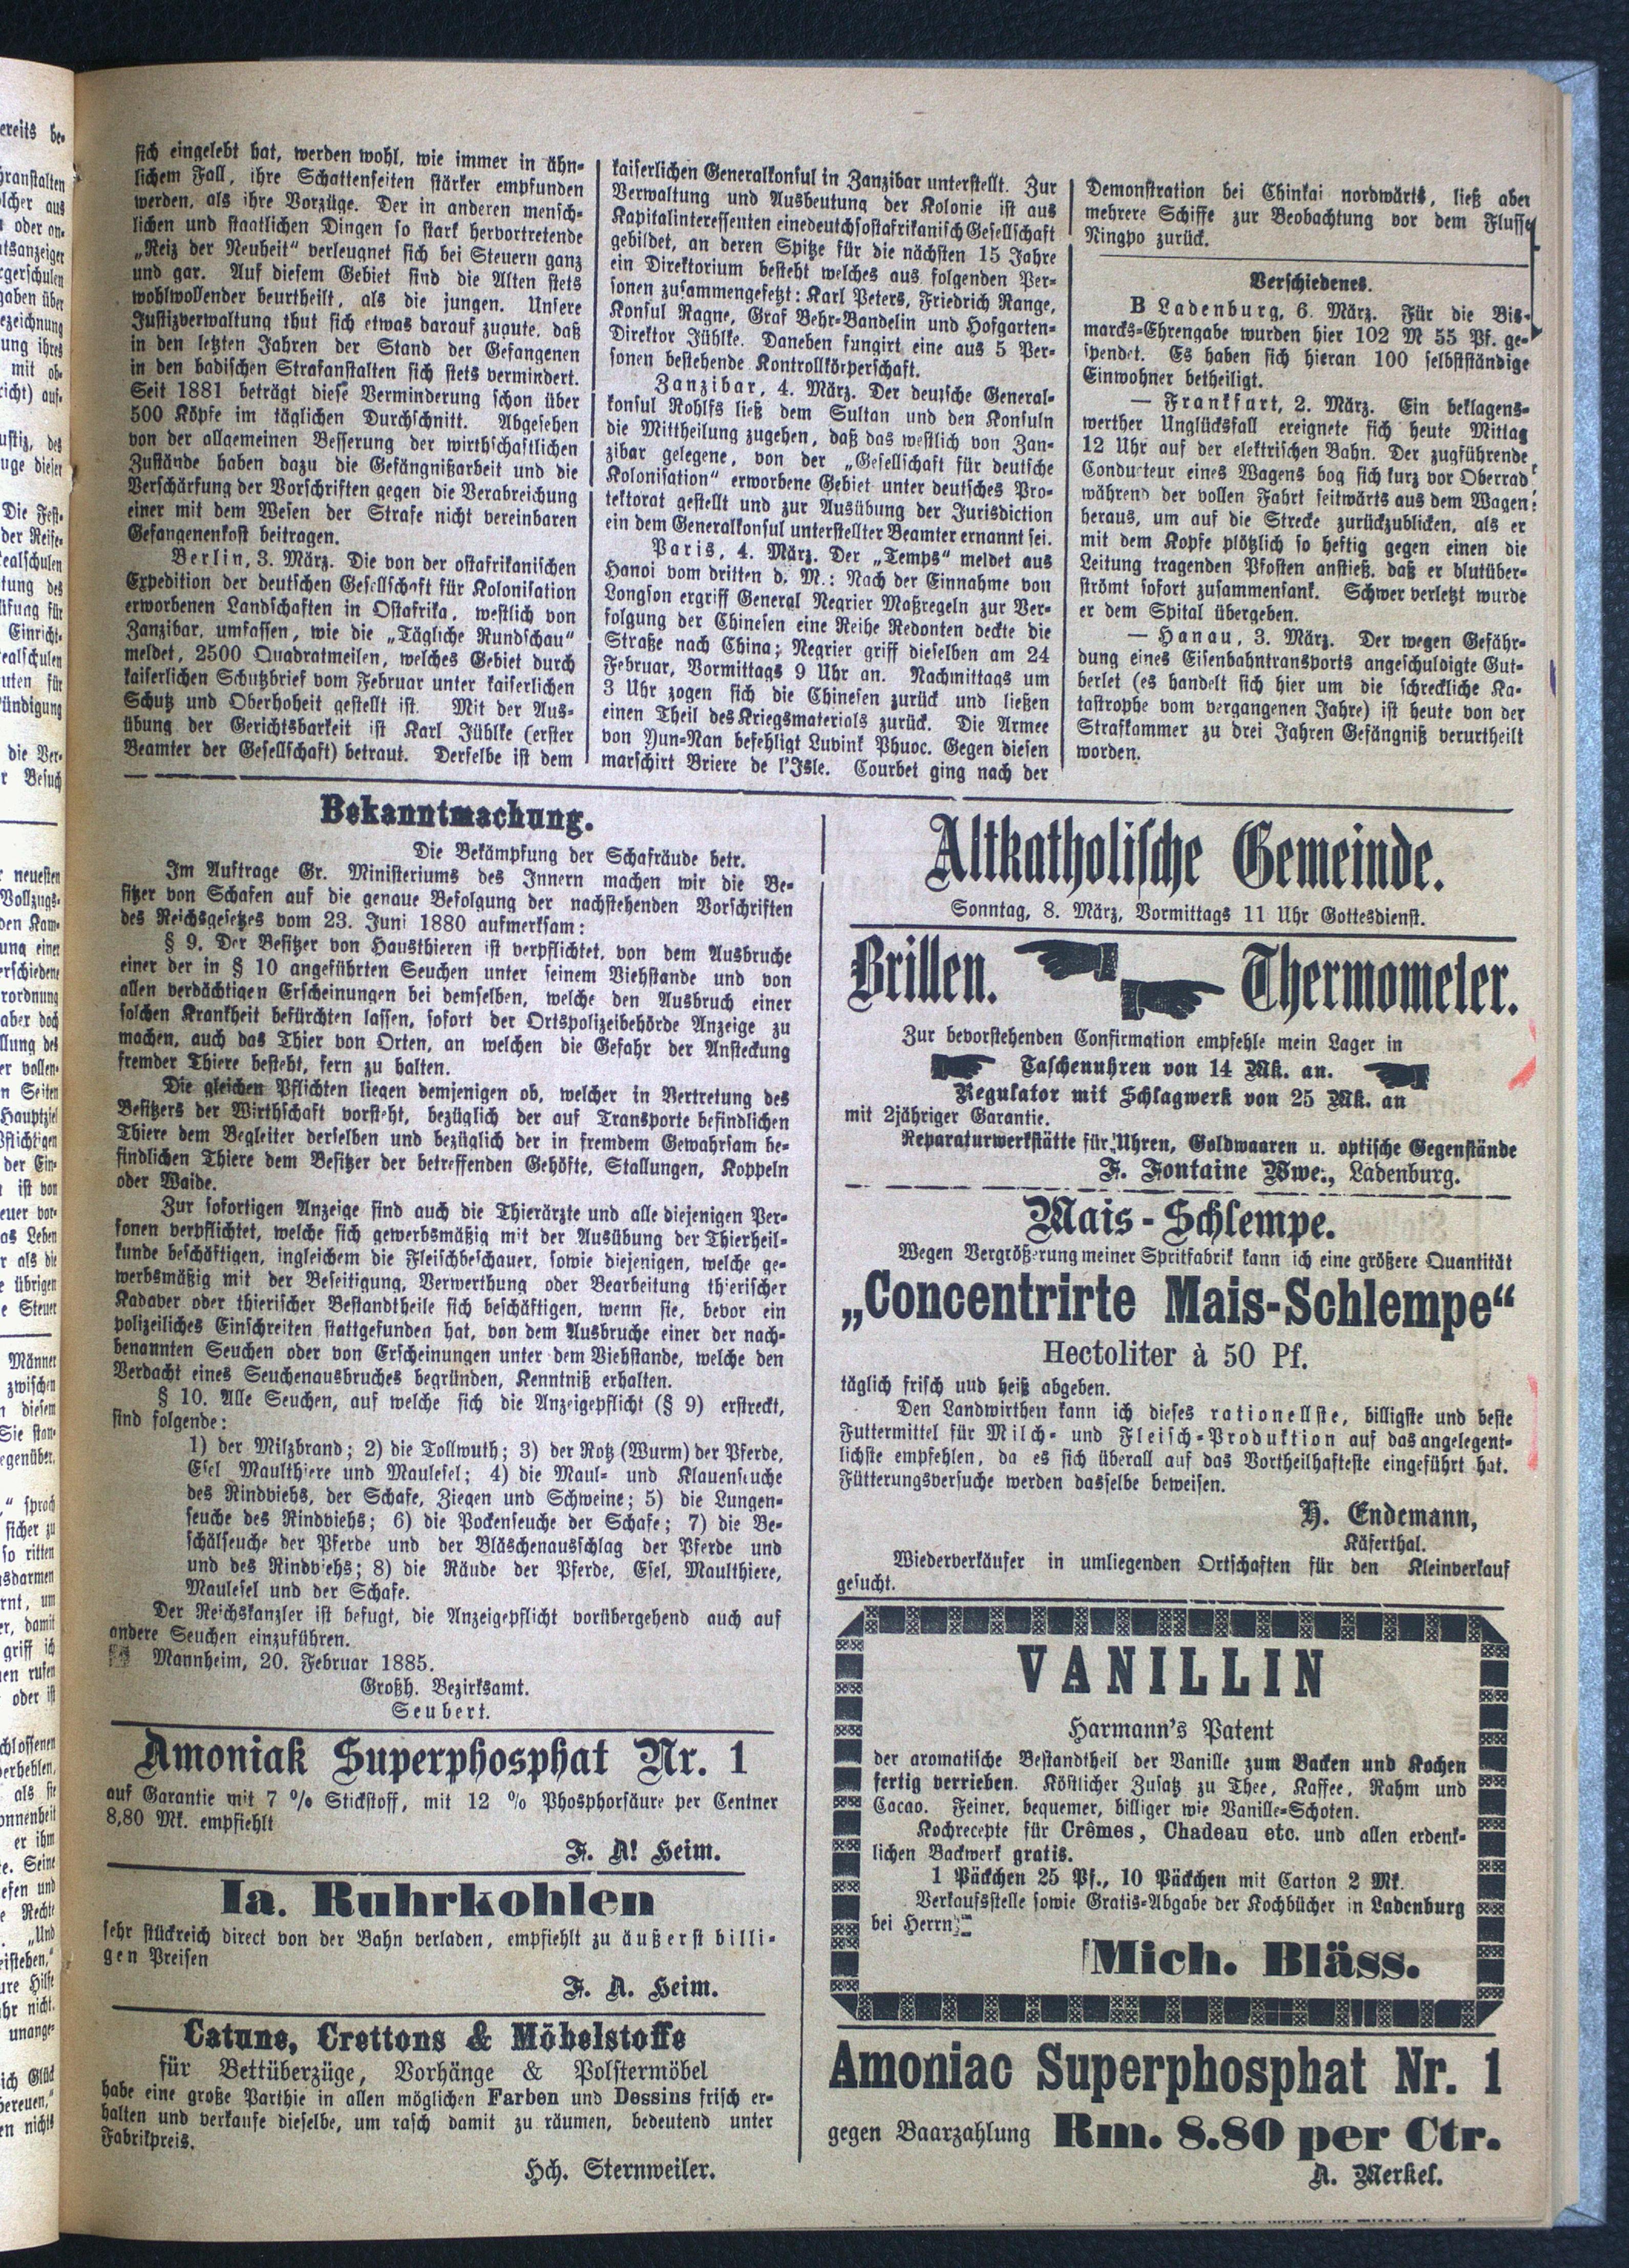 sich eingelebt hat, werden wohl, wie immer in ähn-
lichem Fall, ihre Schattenseiten stärker empfunden
werden, als ihre Vorzüge. Der in anderen mensch-
lichen und staatlichen Dingen so stark hervortretende
„Reiz der Neuheit“ verleugnet sich bei Steuern ganz
und gar. Auf diesem Gebiet sind die Alten stets
wohlwollender beurtheilt, als die jungen. Unsere
Justizverwaltung thut sich etwas darauf zugute, daß
in den letzten Jahren der Stand der Gefangenen
in den badischen Strafanstalten sich stets vermindert.
Seit 1881 beträgt diese Verminderung schon über
500 Köpfe im täglichen Durchschnitt. Abgesehen
von der allgemeinen Besserung der wirthschaftlichen
Zustände haben dazu die Gefängnißarbeit und die
Verschärfung der Vorschriften gegen die Verabreichung
einer mit dem Wesen der Strafe nicht vereinbaren
Gefangenenkost beitragen.
Berlin, 3. März. Die von der ostafrikanischen
Expedition der deutschen Gesellschaft für Kolonisation
erworbenen Landschaften in Ostafrika, westlich von
Zanzibar, umfassen, wie die „Tägliche Rundschau“
meldet, 2500 Quadratmeilen, welches Gebiet durch
kaiserlichen Schutzbrief vom Februar unter kaiserlichen
Schutz und Oberhoheit gestellt ist. Mit der Aus-
übung der Gerichtsbarkeit ist Karl Jühlke (erster
Beamter der Gesellschaft) betraut. Derselbe ist dem
kaiserlichen Generalkonsul in Zanzibar unterstellt. Zur
Verwaltung und Ausbeutung der Kolonie ist aus
Kapitalinteressenten eine deutschostafrikanisch Gesellschaft
gebildet, an deren Spitze für die nächsten 15 Jahre
ein Direktorium besteht welches aus folgenden Per-
sonen zusammengesetzt: Karl Peters, Friedrich Range,
Konsul Ragne, Graf Behr-Bandelin und Hofgarten-
Direktor Jühlke. Daneben fungirt eine aus 5 Per-
sonen bestehende Kontrollkörperschaft.
Zanzibar, 4. März. Der deutsche General-
konsul Rohlfs ließ dem Sultan und den Konsuln
die Mittheilung zugehen, daß das westlich von Zan-
zibar gelegene, von der „Gesellschaft für deutsche
Kolonisation“ erworbene Gebiet unter deutsches Pro-
tektorat gestellt und zur Ausübung der Jurisdiction
ein dem Generalkonsul unterstellter Beamter ernannt sei.
Paris, 4. März. Der „Temps“ meldet aus
Hanoi vom dritten d. M.: Nach der Einnahme von
Longson ergriff General Negrier Maßregeln zur Ver-
folgung der Chinesen eine Reihe Redonten deckte die
Straße nach China; Negrier griff dieselben am 24
Februar, Vormittags 9 Uhr an. Nachmittags um
3 Uhr zogen sich die Chinesen zurück und ließen
einen Theil des Kriegsmaterials zurück. Die Armee
von Yun-Nan befehligt Luvink Phuoc. Gegen diesen
marschirt Briere de l'Isle. Courbet ging nach der
Demonstration bei Chinkai nordwärts, ließ aber
mehrere Schiffe zur Beobachtung vor dem Flusse
Ningpo zurück.
Verschiedenes.
B Ladenburg, 6. März. Für die Bis-
marcks-Ehrengabe wurden hier 102 M 55 Pf. ge-
spendet. Es haben sich hieran 100 selbstständige
Einwohner betheiligt.
— Frankfurt, 2. März. Ein beklagens-
werther Unglücksfall ereignete sich heute Mittag
12 Uhr auf der elektrischen Bahn. Der zugführende
Conducteur eines Wagens bog sich kurz vor Oberrad
während der vollen Fahrt seitwärts aus dem Wagen
heraus, um auf die Strecke zurückzublicken, als er
mit dem Kopfe plötzlich so heftig gegen einen die
Leitung tragenden Pfosten anstieß, daß er blutüber-
strömt sofort zusammensank. Schwer verletzt wurde
er dem Spital übergeben.
— Hanau, 3. März. Der wegen Gefähr-
dung eines Eisenbahntransports angeschuldigte Gut-
berlet (es handelt sich hier um die schreckliche Ka-
tastrophe vom vergangenen Jahre) ist heute von der
Strafkammer zu drei Jahren Gefängniß verurtheilt
worden.
Bekanntmachung.
Die Bekämpfung der Schafräude betr.
Im Auftrage Gr. Ministeriums des Innern machen wir die Be-
sitzer von Schafen auf die genaue Befolgung der nachstehenden Vorschriften
des Reichsgesetzes vom 23. Juni 1880 aufmerksam:
§ 9. Der Besitzer von Hausthieren ist verpflichtet, von dem Ausbruche
einer der in § 10 angeführten Seuchen unter seinem Viehstande und von
allen verdächtigen Erscheinungen bei demselben, welche den Ausbruch einer
solchen Krankheit befürchten lassen, sofort der Ortspolizeibehörde Anzeige zu
machen, auch das Thier von Orten, an welchen die Gefahr der Ansteckung
fremder Thiere besteht, fern zu halten.
Die gleichen Pflichten liegen demjenigen ob, welcher in Vertretung des
Besitzers der Wirthschaft vorsteht, bezüglich der auf Transporte befindlichen
Thiere dem Begleiter derselben und bezüglich der in fremdem Gewahrsam be-
findlichen Thiere dem Besitzer der betreffenden Gehöfte, Stallungen, Koppeln
oder Waide.
Zur sofortigen Anzeige sind auch die Thierärzte und alle diejenigen Per-
sonen verpflichtet, welche sich gewerbsmäßig mit der Ausübung der Thierheil-
kunde beschäftigen, ingleichem die Fleischbeschauer, sowie diejenigen, welche ge-
werbsmäßig mit der Beseitigung, Verwerthung oder Bearbeitung thierischer
Kadaver oder thierischer Bestandtheile sich beschäftigen, wenn sie, bevor ein
polizeiliches Einschreiten stattgefunden hat, von dem Ausbruche einer der nach-
benannten Seuchen oder von Erscheinungen unter dem Viehstande, welche den
Verdacht eines Seuchenausbruches begründen, Kenntniß erhalten.
§ 10. Alle Seuchen, auf welche sich die Anzeigepflicht (§ 9) erstreckt,
sind folgende:
1) der Milzbrand; 2) die Tollwuth; 3) der Rotz (Wurm) der Pferde,
Esel Maulthiere und Maulesel; 4) die Maul- und Klauenseuche
des Rindviehs, der Schafe, Ziegen und Schweine; 5) die Lungen-
seuche des Rindviehs; 6) die Pockenseuche der Schafe; 7) die Be-
schälseuche der Pferde und der Bläschenausschlag der Pferde und
und des Rindviehs; 8) die Räude der Pferde, Esel, Maulthiere,
Maulesel und der Schafe.
Der Reichskanzler ist befugt, die Anzeigepflicht vorübergehend auch auf
andere Seuchen einzuführen.
Mannheim, 20. Februar 1885.
Großh. Bezirksamt.
Seubert.
Amoniak Superphosphat Nr. 1
auf Garantie mit 7 % Stickstoff, mit 12 % Phosphorsäure per Centner
8,80 Mk. empfiehlt
F. A! Heim.
Ia. Ruhrkohlen
sehr stückreich direct von der Bahn verladen, empfiehlt zu äußerst billi-
gen Preisen
F. A. Heim.
Catune, Crettons & Möbelstoffe
für Bettüberzüge, Vorhänge & Polstermöbel
habe eine große Parthie in allen möglichen Farben und Dessins frisch er-
halten und verkaufe dieselbe, um rasch damit zu räumen, bedeutend unter
Fabrikpreis.
Hch. Sternweiler.
Altkatholische Gemeinde.
Sonntag, 8. März, Vormittags 11 Uhr Gottesdienst.
Brillen. Thermometer.
Zur bevorstehenden Confirmation empfehle mein Lager in
Taschenuhren von 14 Mk. an.
Regulator mit Schlagwerk von 25 Mk. an
mit 2jähriger Garantie.
Reparaturwerkstätte für Uhren, Goldwaaren u. optische Gegenstände
F. Fontaine Wwe., Ladenburg.
Mais-Schlempe.
Wegen Vergrößerung meiner Spritfabrik kann ich eine größere Quantität
„Concentrirte Mais-Schlempe“
Hectoliter à 50 Pf.
täglich frisch uud heiß abgeben.
Den Landwirthen kann ich dieses rationellste, billigste und beste
Futtermittel für Milch- und Fleisch-Produktion auf das angelegent-
lichste empfehlen, da es sich überall auf das Vortheilhafteste eingeführt hat.
Fütterungsversuche werden dasselbe beweisen.
H. Endemann,
Käferthal.
Wiederverkäufer in umliegenden Ortschaften für den Kleinverkauf
gesucht.
VANILLIN
Harmann's Patent
der aromatische Bestandtheil der Vanille zum Backen und Kochen
fertig verrieben. Köstlicher Zusatz zu Thee, Kaffee, Rahm und
Cacao. Feiner, bequemer, billiger wie Vanille-Schoten.
Kochrecepte für Crêmes, Chadeau etc. und allen erdenk-
lichen Backwerk gratis.
1 Päckchen 25 Pf., 10 Päckchen mit Carton 2 Mk.
Verkaufsstelle sowie Gratis-Abgabe der Kochbücher in Ladenburg
bei Herrn
Mich. Bläss.
Amoniac Superphosphat Nr. 1
gegen Baarzahlung Rm. 8.80 per Ctr.
A. Merkel.